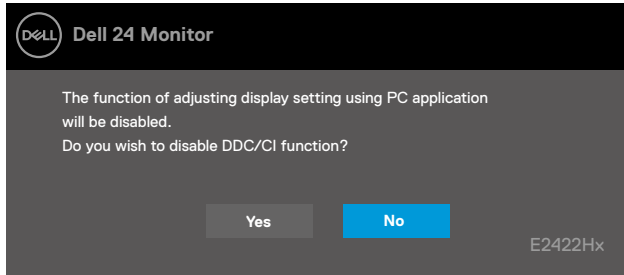 DELL Dell 24 Monitor
The function of adjusting display setting using PC application
will be disabled.
Do you wish to disable DDC/CI function?
Yes No
E2422Hx